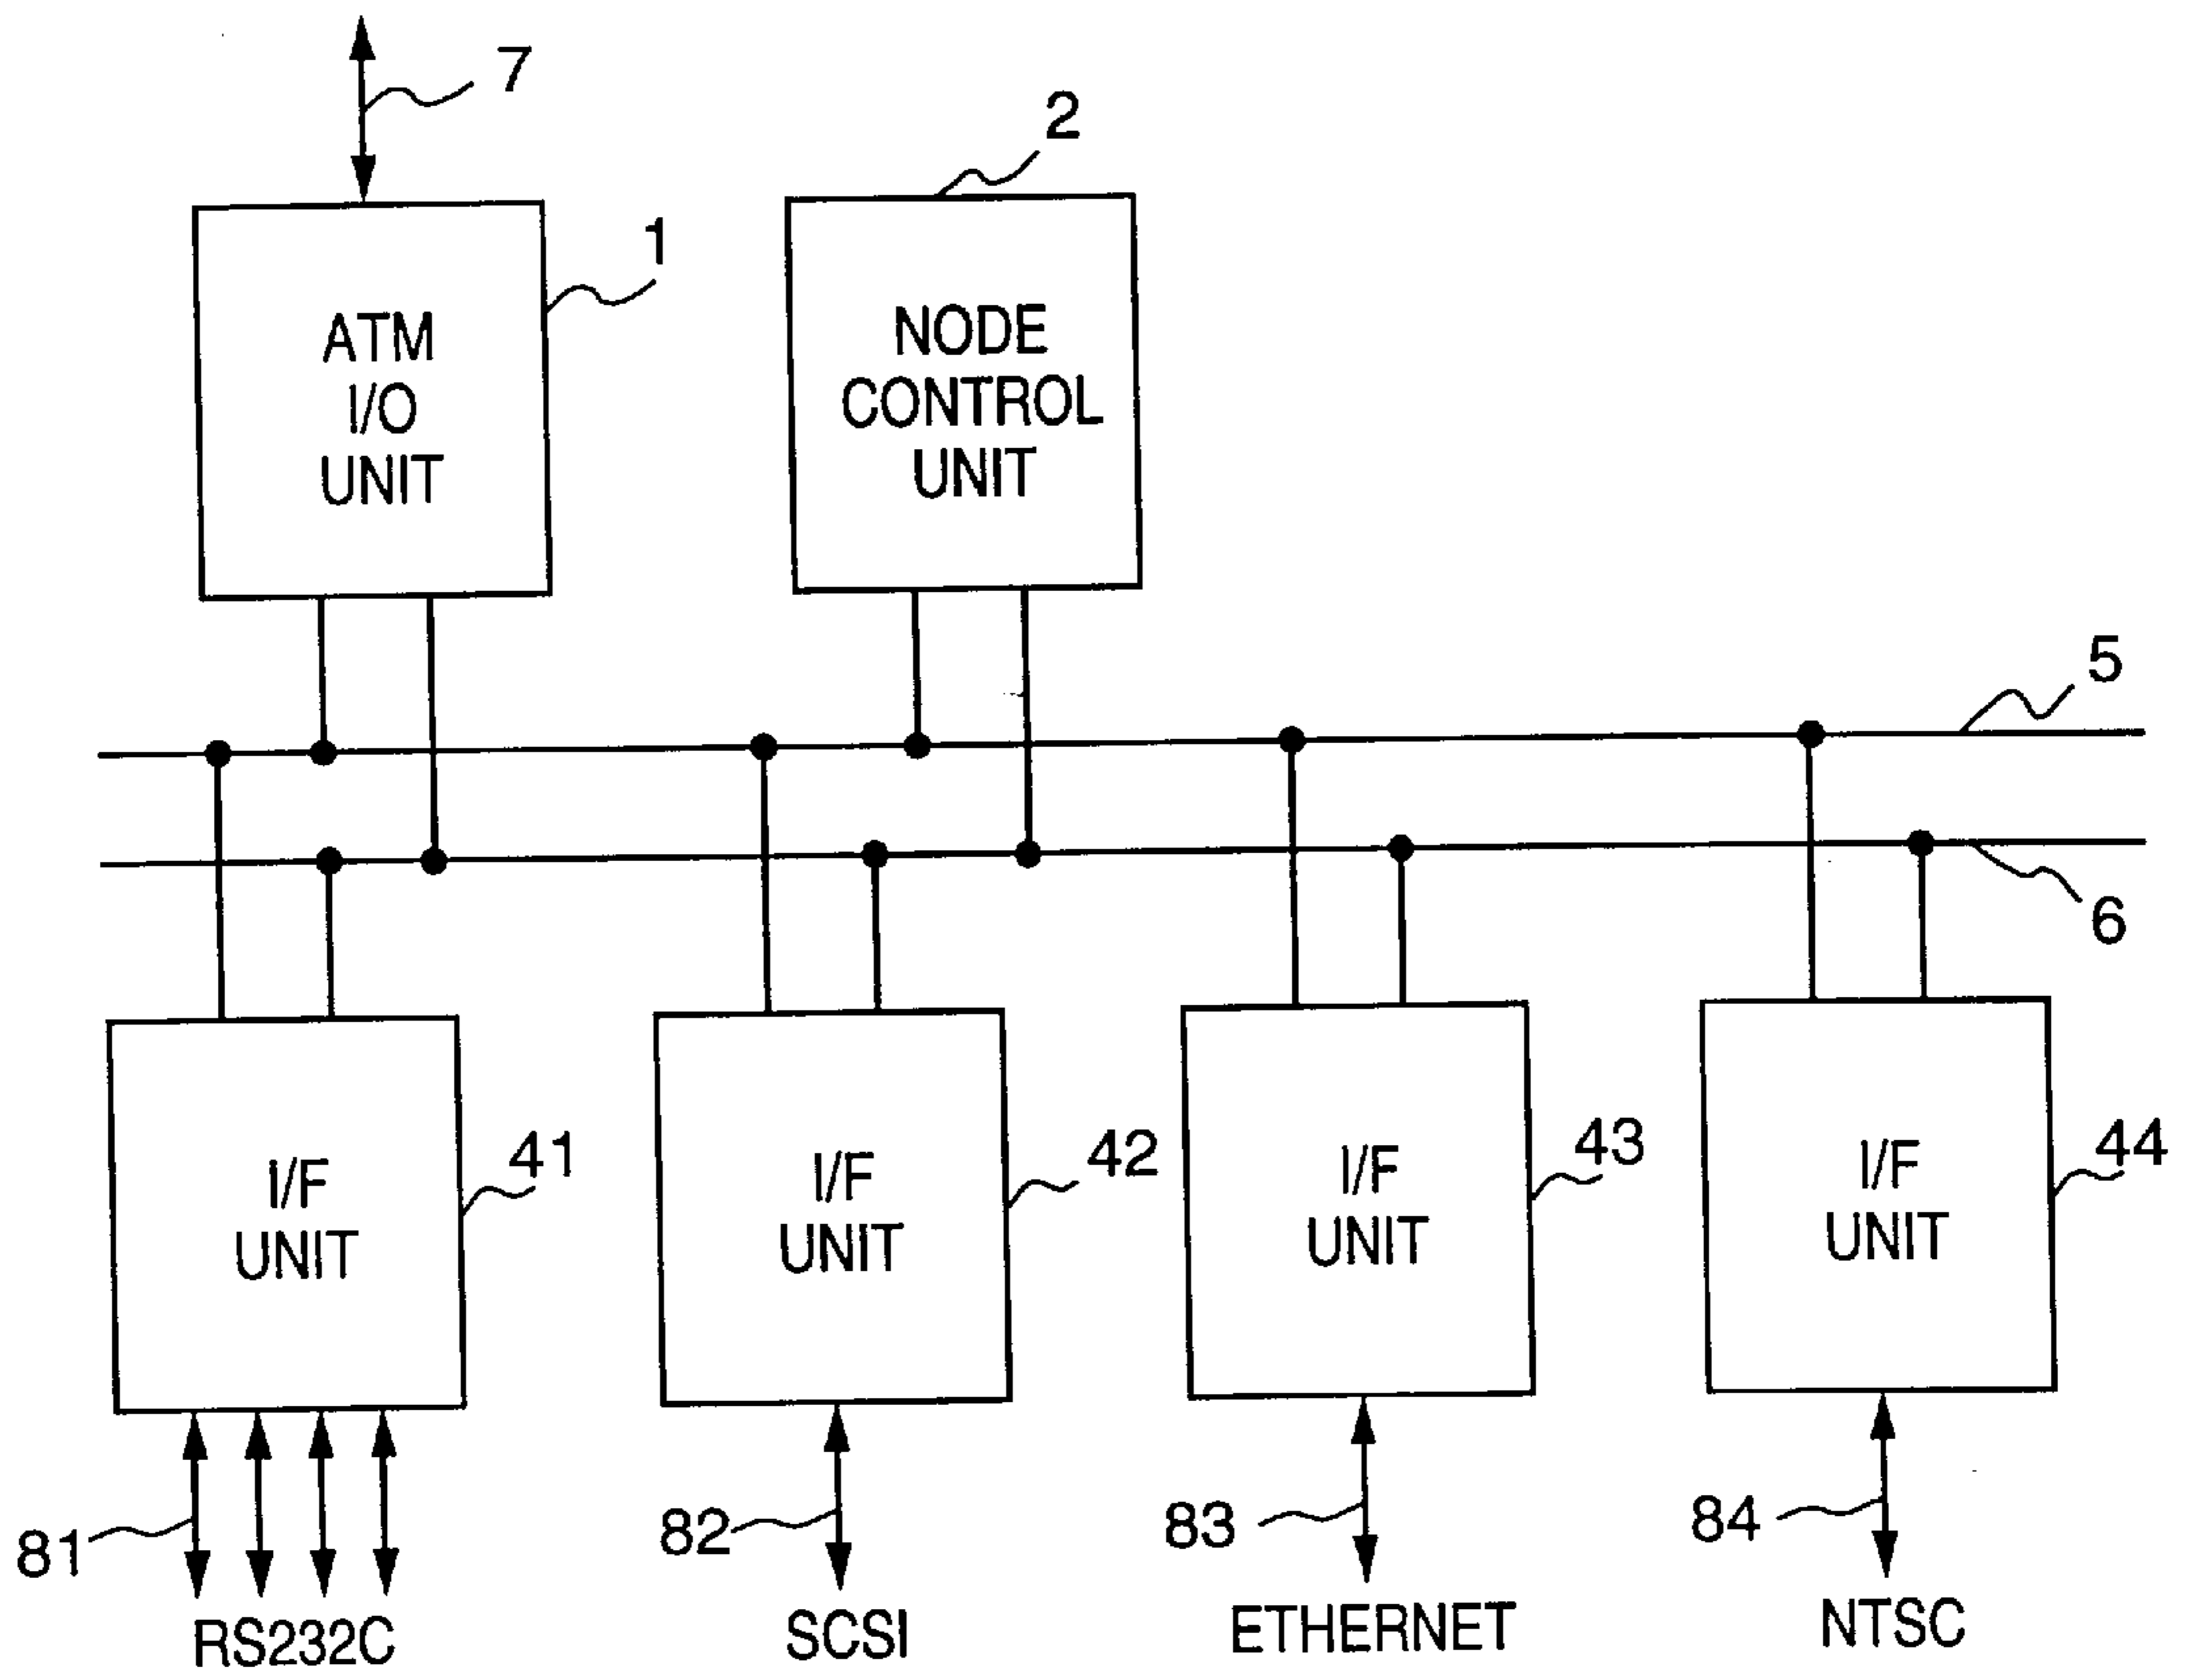 7
2
1
ATM
I/O
UNIT
NODE
CONTROL
UNIT
5
6
I/F
UNIT
41
I/F
UNIT
42
I/F
UNIT
43
I/F
UNIT
44
81
82
83
84
RS232C
SCSI
ETHERNET
NTSC